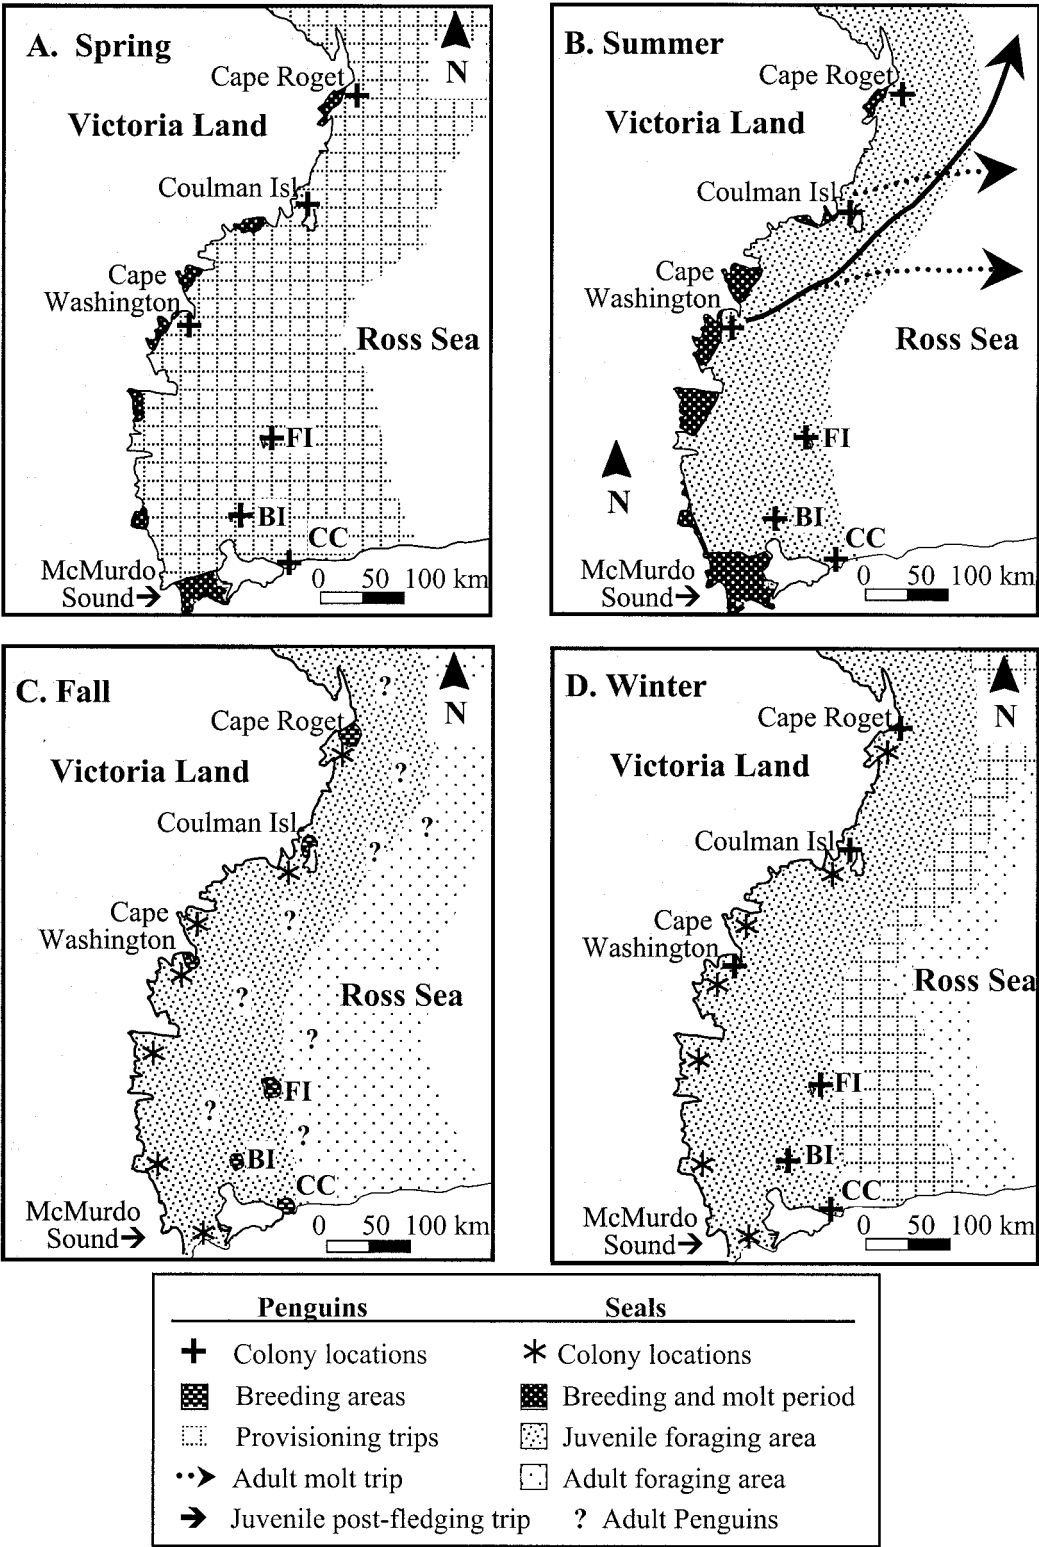 A. Spring
N
Cape Roget
Victoria Land
Coulman Isl.
Cape
Washington
Ross Sea
FI
BI
CC
McMurdo
Sound
0 50 100 km
B. Summer
Cape Roget
Victoria Land
Coulman Isl.
Cape
Washington
Ross Sea
FI
N
BI
CC
McMurdo
Sound
0 50 100 km
C. Fall
?
N
Cape Roget
Victoria Land
?
Coulman Isl.
?
?
Cape
Washington
?
Ross Sea
?
?
FI
?
?
BI
CC
McMurdo
Sound
0 50 100 km
D. Winter
N
Cape Roget
Victoria Land
Coulman Isl.
Cape
Washington
Ross Sea
FI
BI
CC
McMurdo
Sound
0 50 100 km
Penguins Seals
Colony locations Colony locations
Breeding areas Breeding and molt period
Provisioning trips Juvenile foraging area
Adult molt trip Adult foraging area
Juvenile post-fledging trip ? Adult Penguins